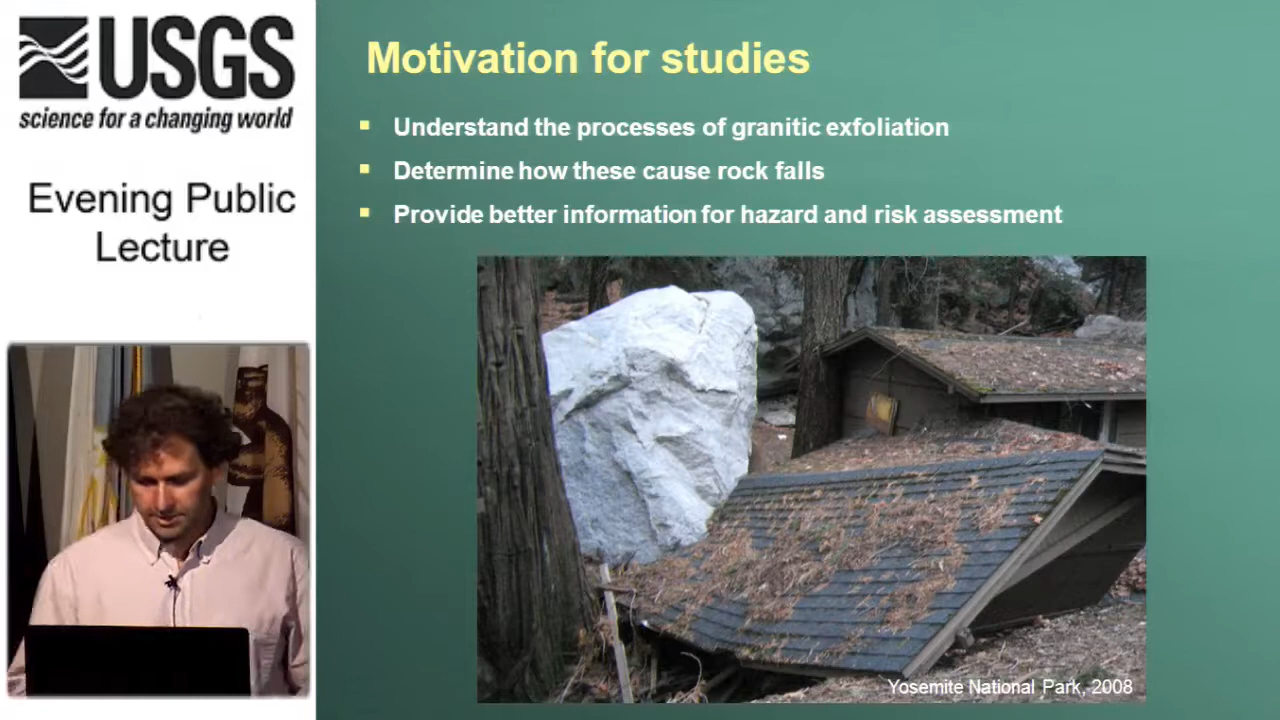 USGS
science for a changing world
Evening Public
Lecture
Motivation for studies
Understand the processes of granitic exfoliation
Determine how these cause rock falls
Provide better information for hazard and risk assessment
Yosemite National Park, 2008